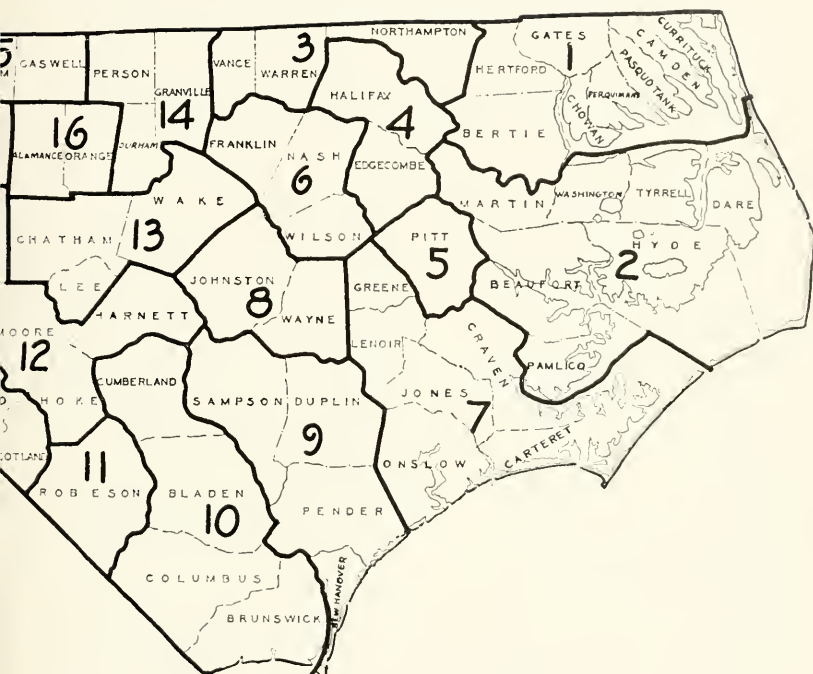 NORTHAMPTON
GATES
CURRITUCK
CAMDEN
PASQUOTANK
PERQUIMANS
CHOWAN
1
HERTFORD
BERTIE
5
M
CASWELL
PERSON
GRANVILLE
14
DURHAM
VANCE
3
WARREN
HALIFAX
4
EDGECOMBE
16
ALAMANCE
ORANGE
FRANKLIN
NASH
6
WILSON
WAKE
13
CHATHAM
LEE
MARTIN
WASHINGTON
TYRRELL
DARE
HYDE
2
BEAUFORT
PAMLICO
PITT
5
JOHNSTON
8
WAYNE
GREENE
LENOIR
CRAVEN
JONES
7
ONSLOW
CARTERET
MOORE
12
HARNETT
HOKE
CUMBERLAND
SAMPSON
DUPLIN
9
PENDER
NEW HANOVER
COTLAND
11
ROBESON
BLADEN
10
COLUMBUS
BRUNSWICK